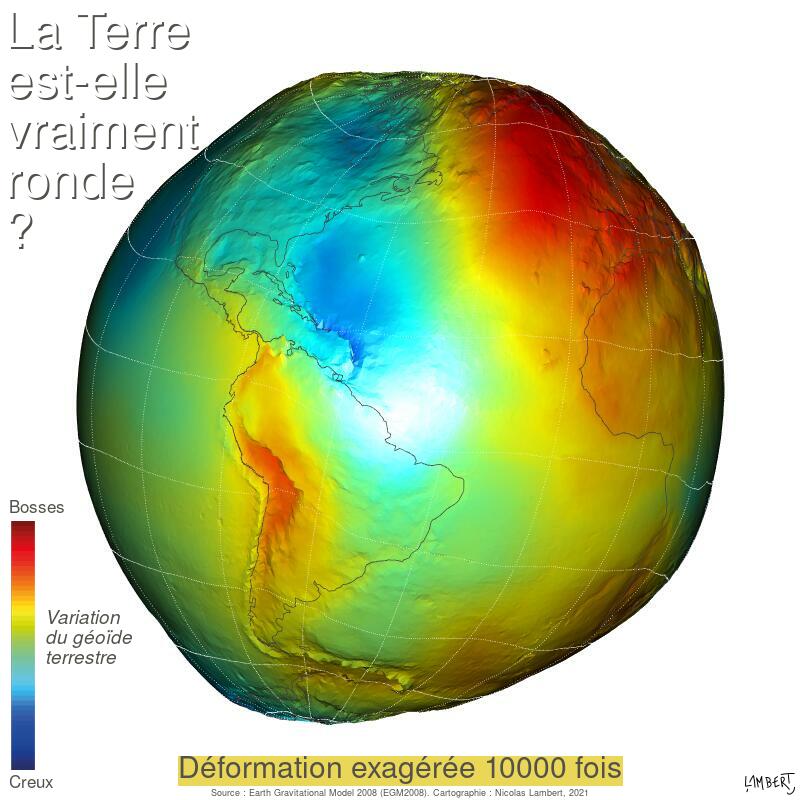 La Terre
est-elle
vraiment
ronde
?
Bosses
Variation
du géoïde
terrestre
Creux
Déformation exagérée 10000 fois
Source : Earth Gravitational Model 2008 (EGM2008). Cartographie : Nicolas Lambert, 2021
LAMBERT